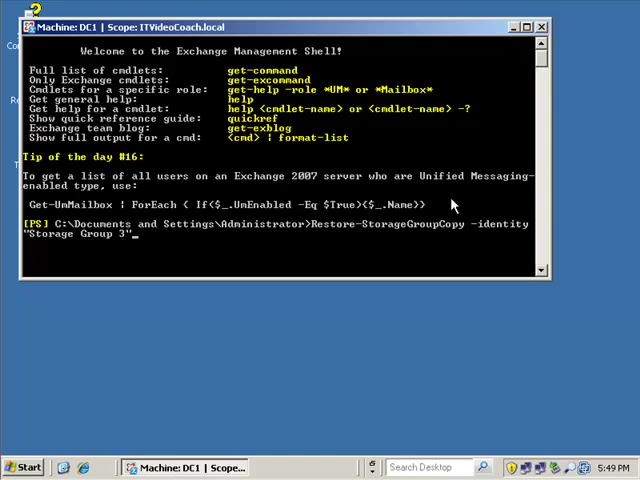 Machine: DC1 | Scope: ITVideoCoach.local
Welcome to the Exchange Management Shell!
Full list of cmdlets: get-command
Only Exchange cmdlets: get-excommand
Cmdlets for a specific role: get-help -role *UM* or *Mailbox*
Get general help: help
Get help for a cmdlet: help <cmdlet-name> or <cmdlet-name> -?
Show quick reference guide: quickref
Exchange team blog: get-exblog
Show full output for a cmd: <cmd> | format-list
Tip of the day #16:
To get a list of all users on an Exchange 2007 server who are Unified Messaging-
enabled type, use:
Get-UmMailbox | ForEach { If($_.UmEnabled -Eq $True){$_.Name}}
[PS] C:\Documents and Settings\Administrator>Restore-StorageGroupCopy -identity
"Storage Group 3"_
Start
Machine: DC1 | Scope...
Search Desktop
5:49 PM